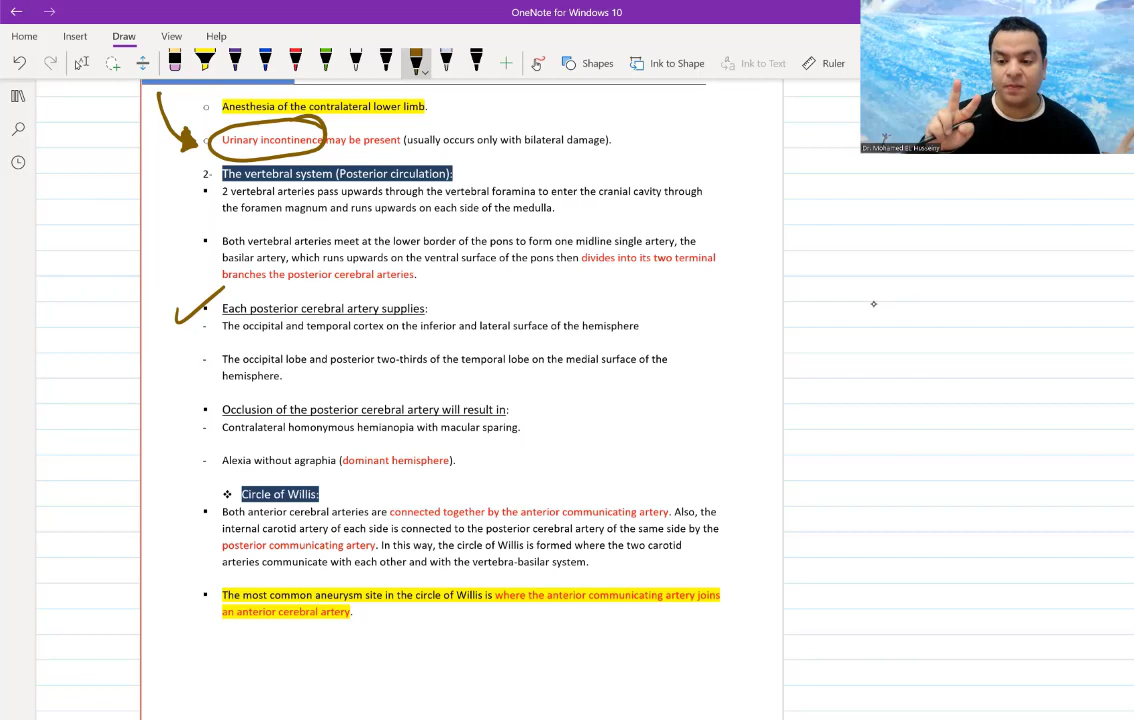 OneNote for Windows 10
Home Insert Draw View Help
Shapes Ink to Shape Ink to Text Ruler
Dr. Mohamed EL Husseiny
Anesthesia of the contralateral lower limb.
Urinary incontinence may be present (usually occurs only with bilateral damage).
2- The vertebral system (Posterior circulation):
2 vertebral arteries pass upwards through the vertebral foramina to enter the cranial cavity through
the foramen magnum and runs upwards on each side of the medulla.
Both vertebral arteries meet at the lower border of the pons to form one midline single artery, the
basilar artery, which runs upwards on the ventral surface of the pons then divides into its two terminal
branches the posterior cerebral arteries.
Each posterior cerebral artery supplies:
- The occipital and temporal cortex on the inferior and lateral surface of the hemisphere
- The occipital lobe and posterior two-thirds of the temporal lobe on the medial surface of the
hemisphere.
Occlusion of the posterior cerebral artery will result in:
- Contralateral homonymous hemianopia with macular sparing.
- Alexia without agraphia (dominant hemisphere).
Circle of Willis:
Both anterior cerebral arteries are connected together by the anterior communicating artery. Also, the
internal carotid artery of each side is connected to the posterior cerebral artery of the same side by the
posterior communicating artery. In this way, the circle of Willis is formed where the two carotid
arteries communicate with each other and with the vertebra-basilar system.
The most common aneurysm site in the circle of Willis is where the anterior communicating artery joins
an anterior cerebral artery.